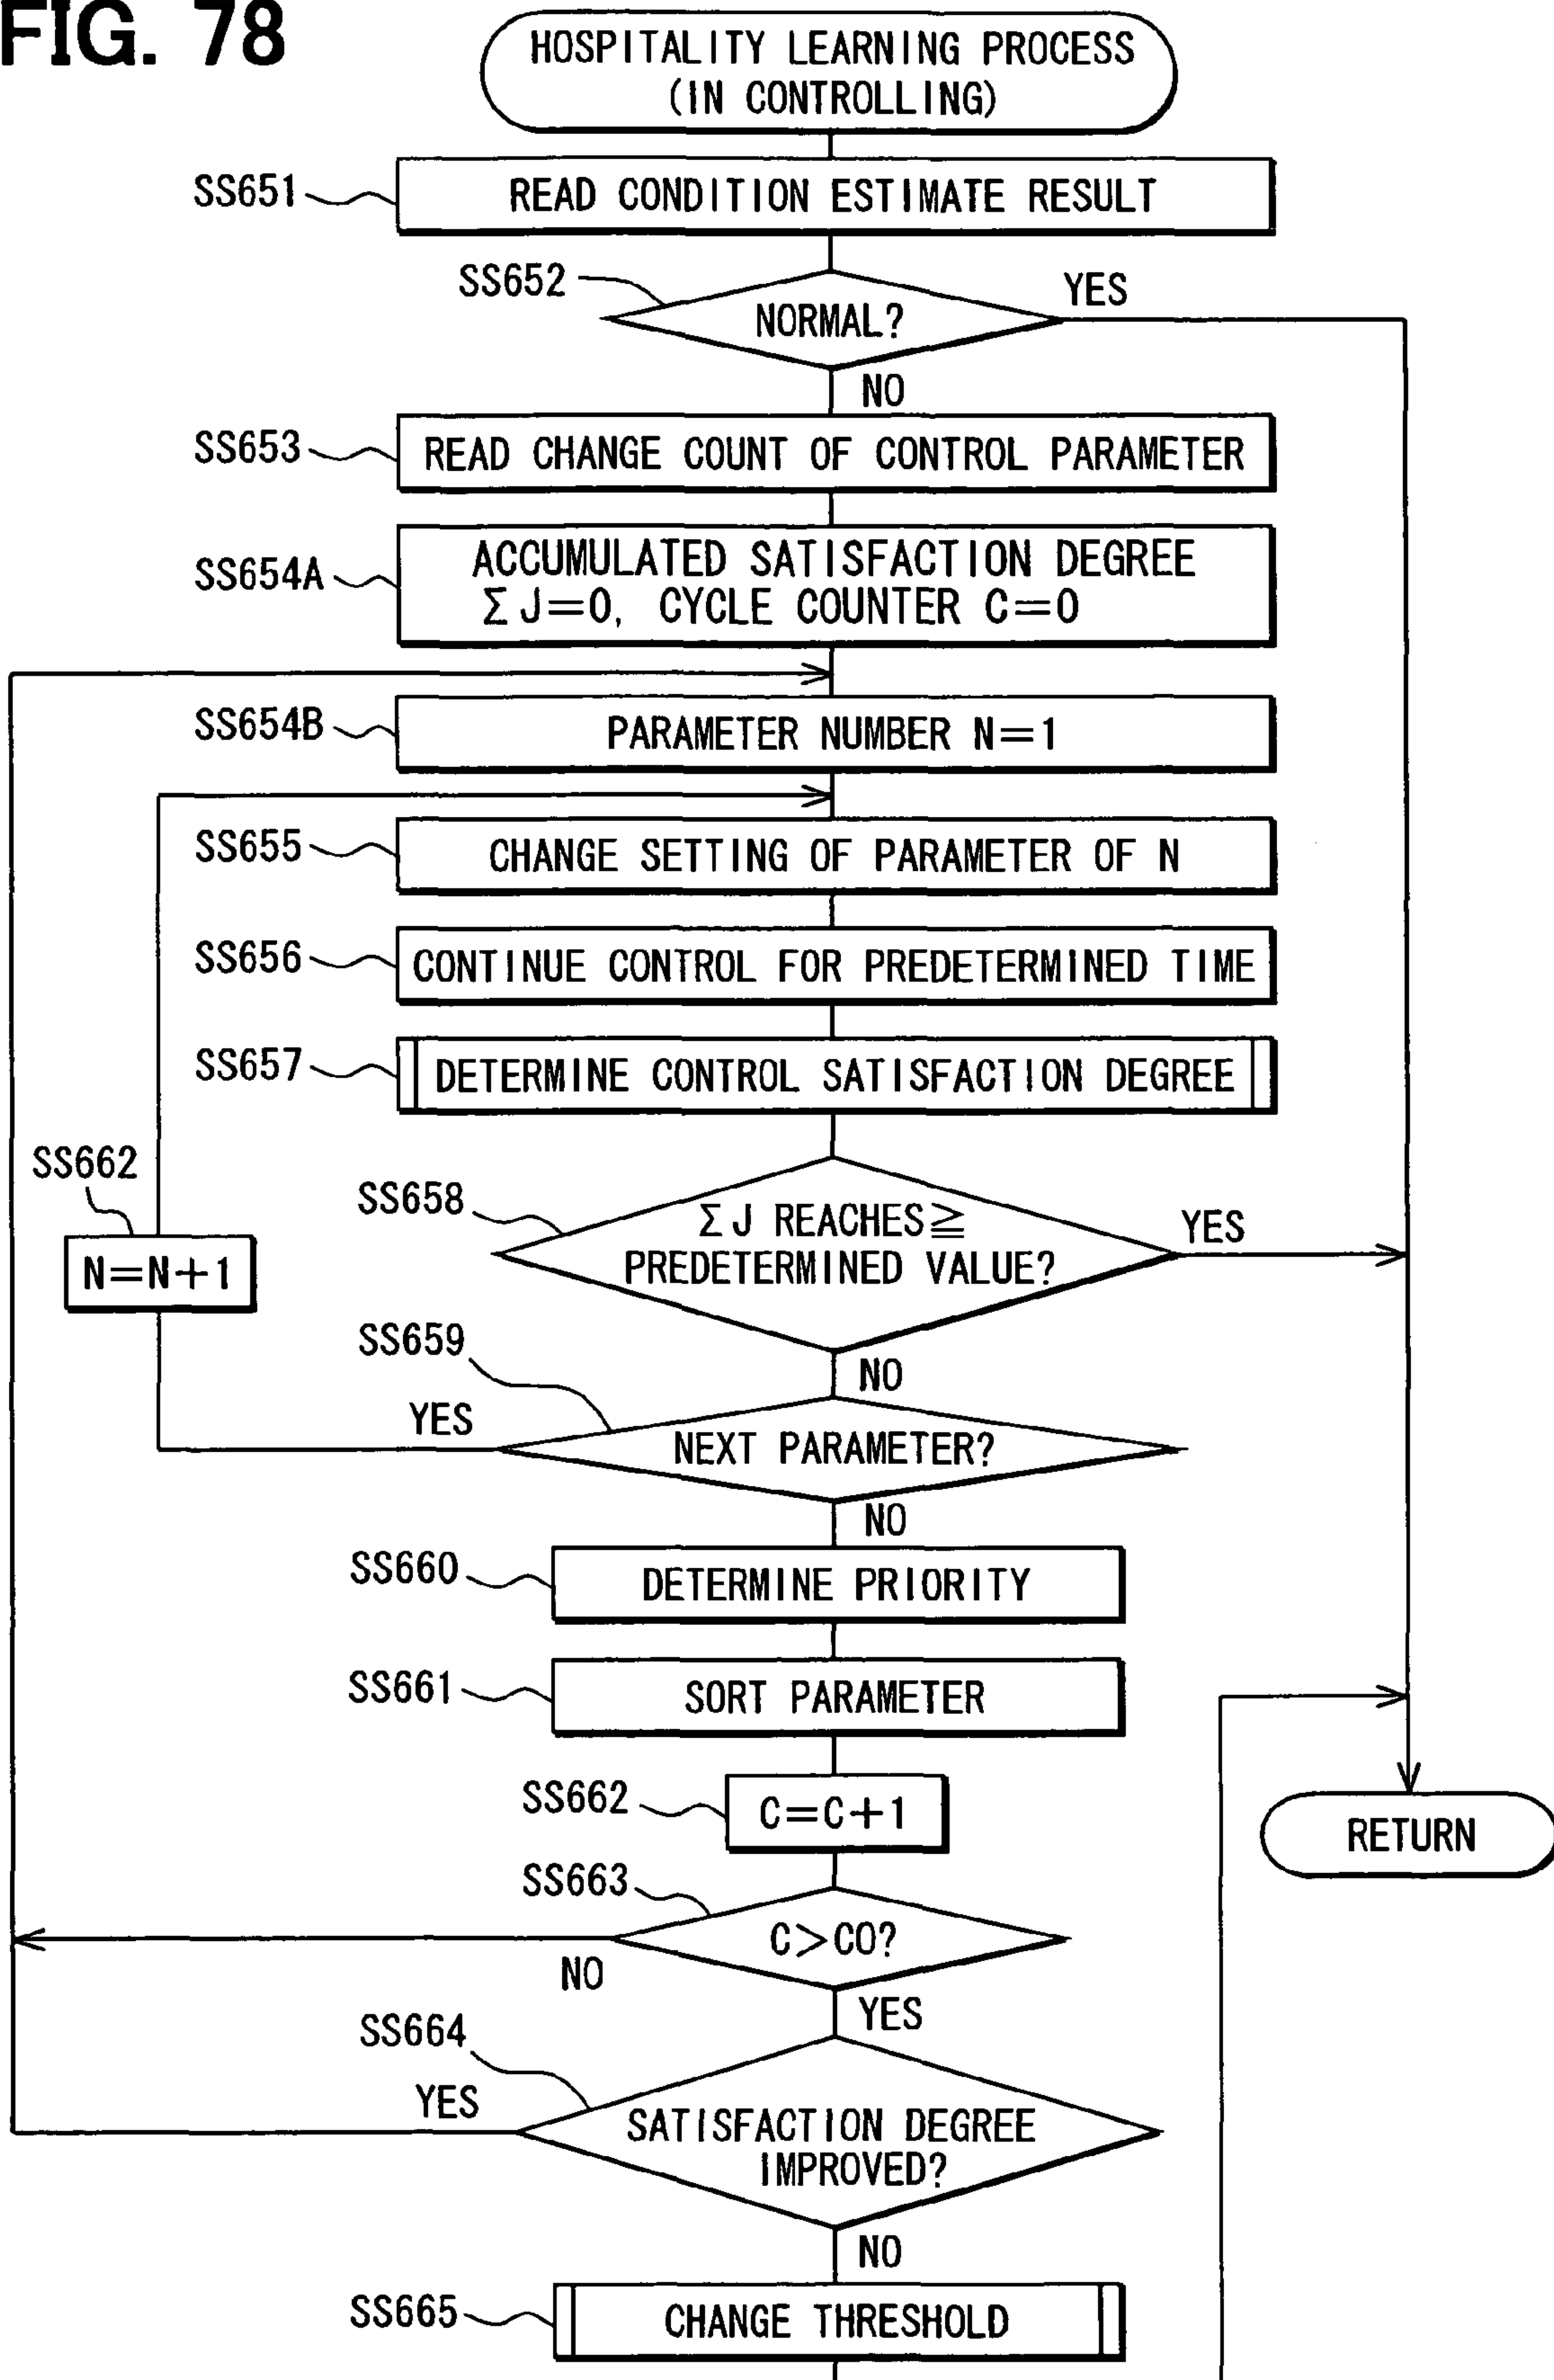 FIG. 78
HOSPITALITY LEARNING PROCESS
(IN CONTROLLING)
SS651
READ CONDITION ESTIMATE RESULT
SS652
NORMAL?
YES
NO
SS653
READ CHANGE COUNT OF CONTROL PARAMETER
SS654A
ACCUMULATED SATISFACTION DEGREE
ΣJ=0, CYCLE COUNTER C=0
SS654B
PARAMETER NUMBER N=1
SS655
CHANGE SETTING OF PARAMETER OF N
SS656
CONTINUE CONTROL FOR PREDETERMINED TIME
SS657
DETERMINE CONTROL SATISFACTION DEGREE
SS662
N=N+1
SS658
ΣJ REACHES≧
PREDETERMINED VALUE?
YES
NO
SS659
YES
NEXT PARAMETER?
NO
SS660
DETERMINE PRIORITY
SS661
SORT PARAMETER
SS662
C=C+1
RETURN
SS663
C>CO?
NO
YES
SS664
YES
SATISFACTION DEGREE
IMPROVED?
NO
SS665
CHANGE THRESHOLD